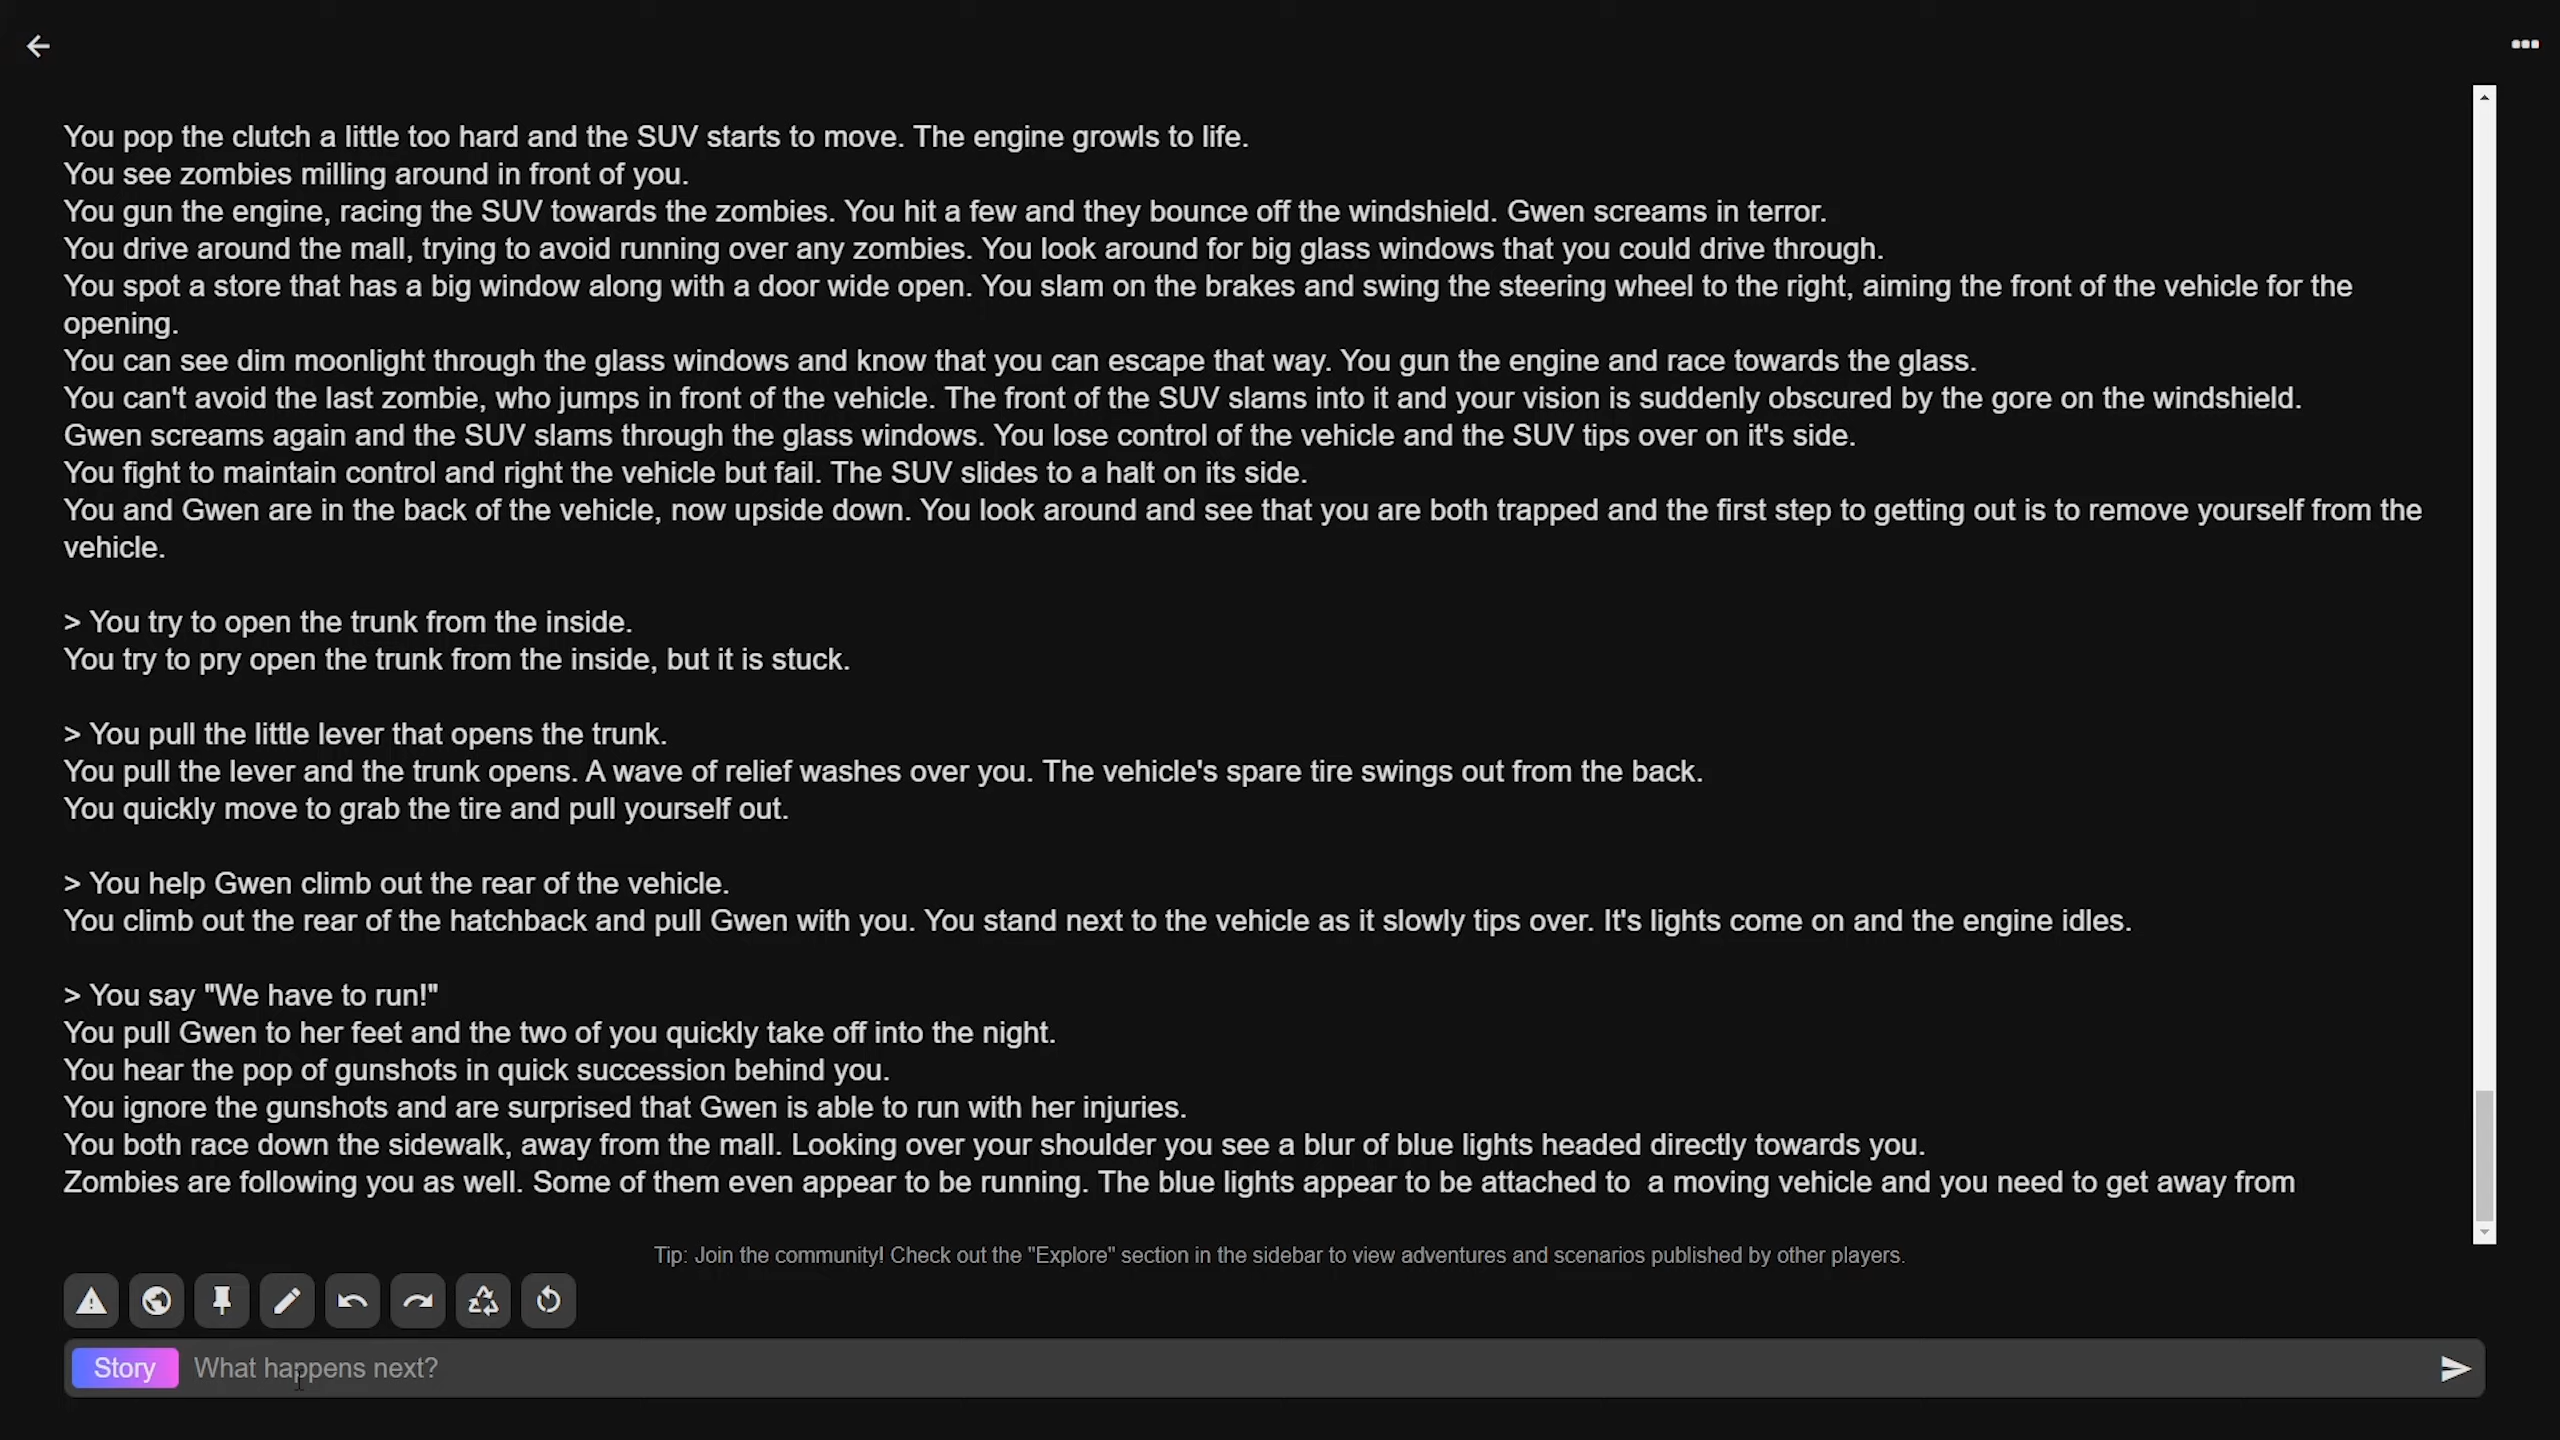 You pop the clutch a little too hard and the SUV starts to move. The engine growls to life.
You see zombies milling around in front of you.
You gun the engine, racing the SUV towards the zombies. You hit a few and they bounce off the windshield. Gwen screams in terror.
You drive around the mall, trying to avoid running over any zombies. You look around for big glass windows that you could drive through.
You spot a store that has a big window along with a door wide open. You slam on the brakes and swing the steering wheel to the right, aiming the front of the vehicle for the
opening.
You can see dim moonlight through the glass windows and know that you can escape that way. You gun the engine and race towards the glass.
You can't avoid the last zombie, who jumps in front of the vehicle. The front of the SUV slams into it and your vision is suddenly obscured by the gore on the windshield.
Gwen screams again and the SUV slams through the glass windows. You lose control of the vehicle and the SUV tips over on it's side.
You fight to maintain control and right the vehicle but fail. The SUV slides to a halt on its side.
You and Gwen are in the back of the vehicle, now upside down. You look around and see that you are both trapped and the first step to getting out is to remove yourself from the
vehicle.
> You try to open the trunk from the inside.
You try to pry open the trunk from the inside, but it is stuck.
> You pull the little lever that opens the trunk.
You pull the lever and the trunk opens. A wave of relief washes over you. The vehicle's spare tire swings out from the back.
You quickly move to grab the tire and pull yourself out.
> You help Gwen climb out the rear of the vehicle.
You climb out the rear of the hatchback and pull Gwen with you. You stand next to the vehicle as it slowly tips over. It's lights come on and the engine idles.
> You say "We have to run!"
You pull Gwen to her feet and the two of you quickly take off into the night.
You hear the pop of gunshots in quick succession behind you.
You ignore the gunshots and are surprised that Gwen is able to run with her injuries.
You both race down the sidewalk, away from the mall. Looking over your shoulder you see a blur of blue lights headed directly towards you.
Zombies are following you as well. Some of them even appear to be running. The blue lights appear to be attached to  a moving vehicle and you need to get away from
Tip: Join the community! Check out the "Explore" section in the sidebar to view adventures and scenarios published by other players.
Story What happens next?